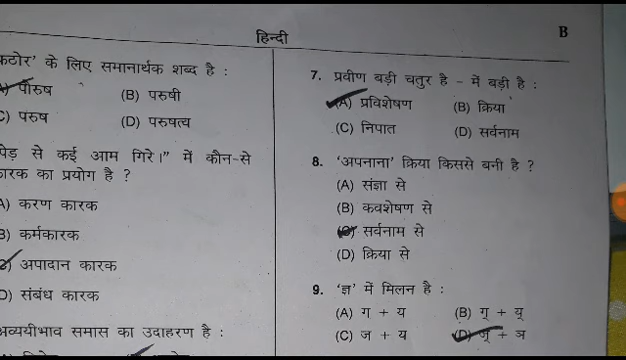 हिन्दी
B
कठोर' के लिए समानार्थक शब्द है :
A) पौरुष
(B) परुषी
C) परुष
(D) परुषत्व
पेड़ से कई आम गिरे।” में कौन-से
कारक का प्रयोग है ?
A) करण कारक
B) कर्मकारक
C) अपादान कारक
D) संबंध कारक
अव्ययीभाव समास का उदाहरण है :
7. प्रवीण बड़ी चतुर है – में बड़ी है :
(A) प्रविशेषण (B) क्रिया
(C) निपात (D) सर्वनाम
8. 'अपनाना' क्रिया किससे बनी है ?
(A) संज्ञा से
(B) कवशेषण से
(C) सर्वनाम से
(D) क्रिया से
9. 'ज्ञ' में मिलन है :
(A) ग + य (B) ग् + य्
(C) ज + य (D) ज् + ञ